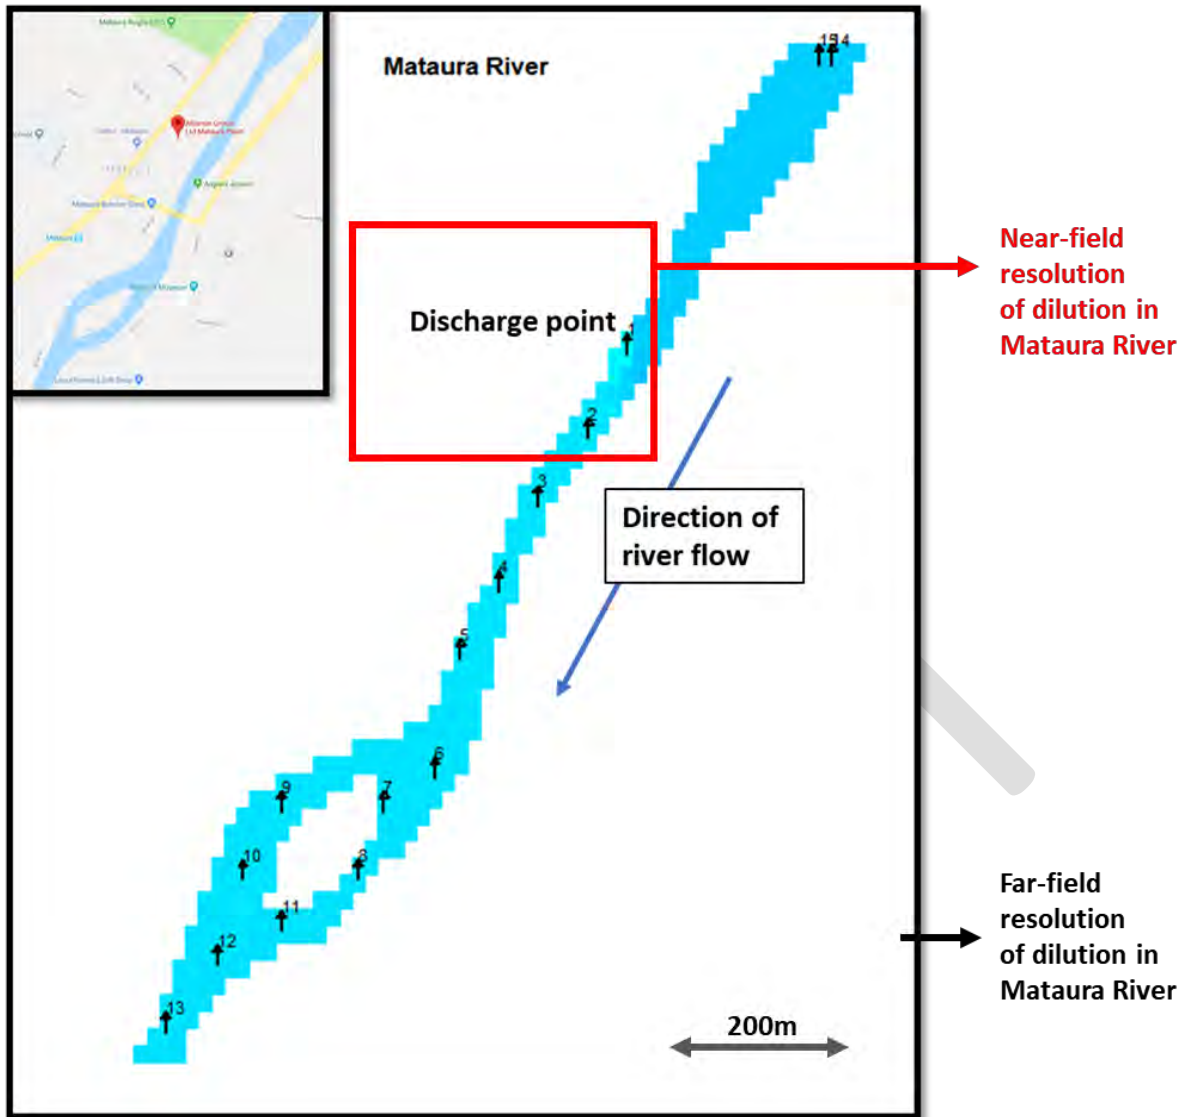 Mataura River
15 14
Near-field
resolution
of dilution in
Mataura River
Discharge point
1
2
3
Direction of
river flow
4
5
6
7
9
8
10
11
12
13
Far-field
resolution
of dilution in
Mataura River
200m